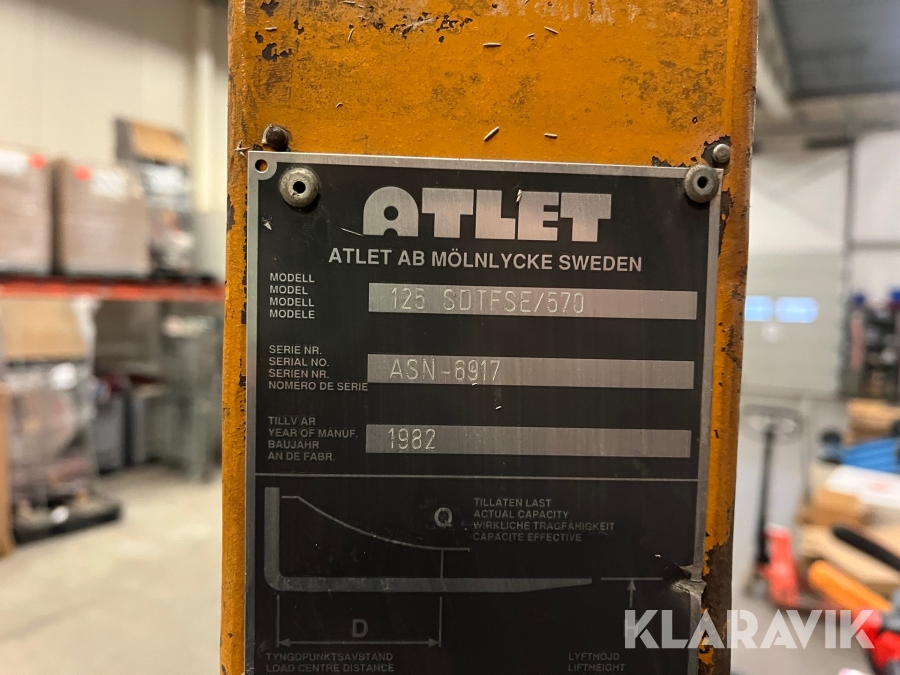 ATLET
ATLET AB MÖLNLYCKE SWEDEN
MODELL
MODEL
MODELL
MODELE
125 SDTFSE/570
SERIE NR.
SERIAL NO.
SERIEN NR.
NOMÉRO DE SERIE
ASN-6917
TILLV AR
YEAR OF MANUF.
BAUJAHR
AN DE FABR.
1982
Q
TILLATEN LAST
ACTUAL CAPACITY
WIRKLICHE TRAGFÄHIGKEIT
CAPACITE EFFECTIVE
D
TYNGDPUNKTSAVSTAND
LOAD CENTRE DISTANCE
LYFTHOJD
LIFTHEIGHT
KLARAVIK